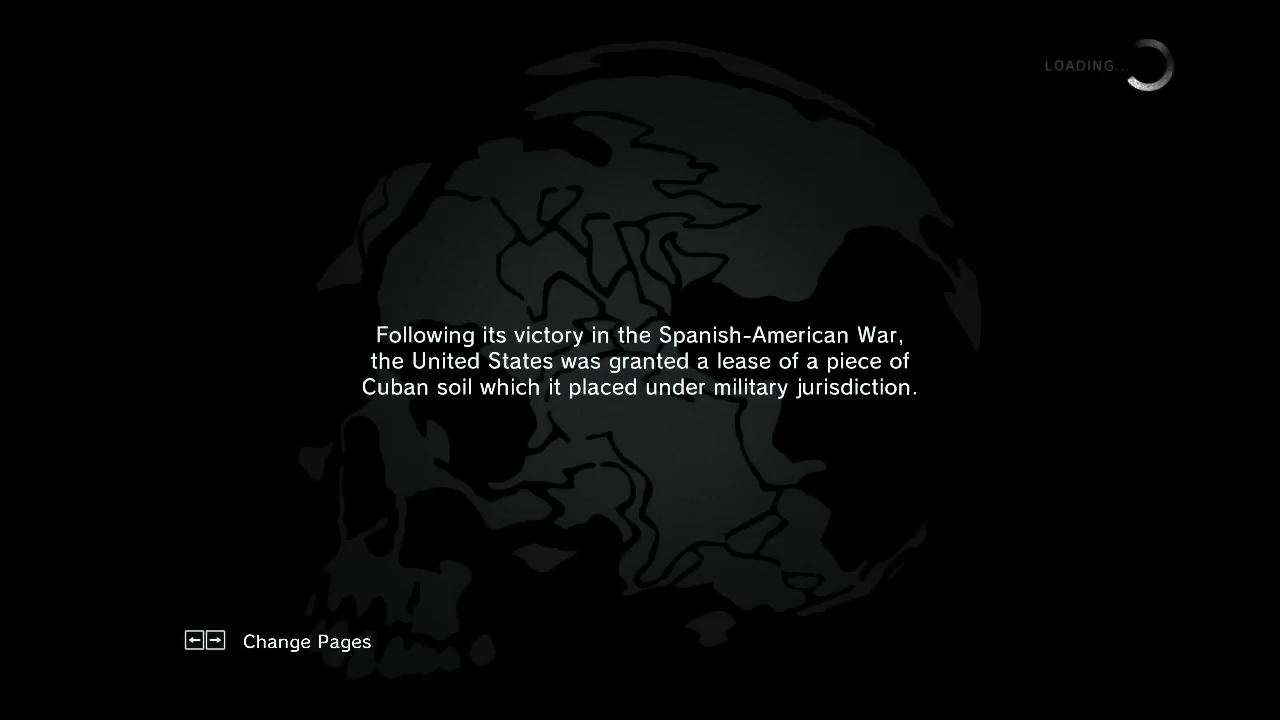 LOADING...
Following its victory in the Spanish-American War,
the United States was granted a lease of a piece of
Cuban soil which it placed under military jurisdiction.
Change Pages